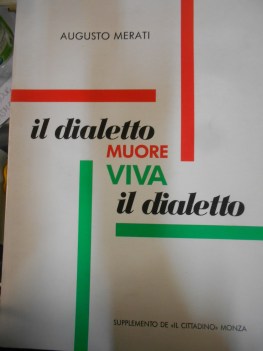 AUGUSTO MERATI
il dialetto
MUORE
VIVA
il dialetto
SUPPLEMENTO DE «IL CITTADINO» MONZA